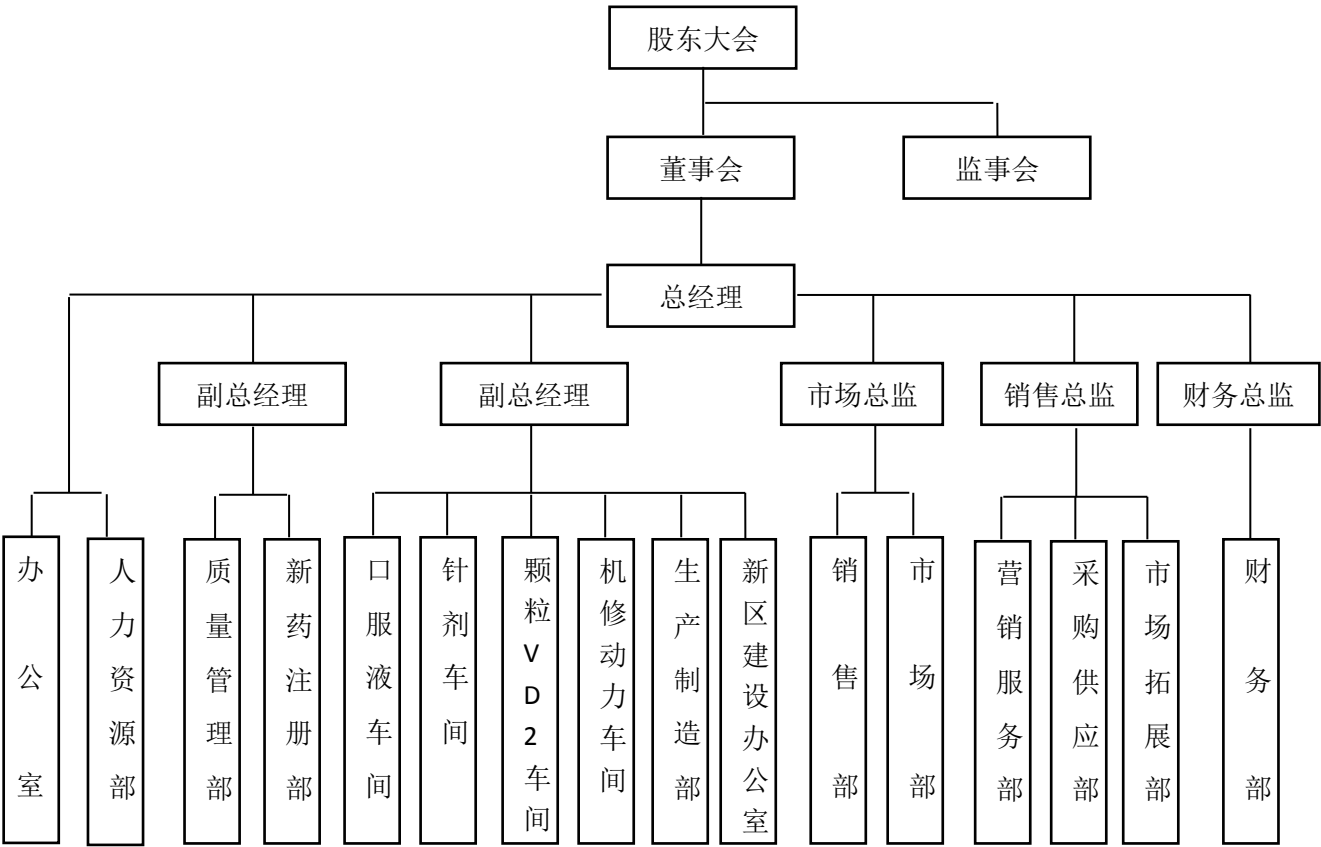 股东大会
董事会
监事会
总经理
副总经理
副总经理
市场总监
销售总监
财务总监
办公室
人力资源部
质量管理部
新药注册部
口服液车间
针剂车间
颗粒VD2车间
机修动力车间
生产制造部
新区建设办公室
销售部
市场部
营销服务部
采购供应部
市场拓展部
财务部